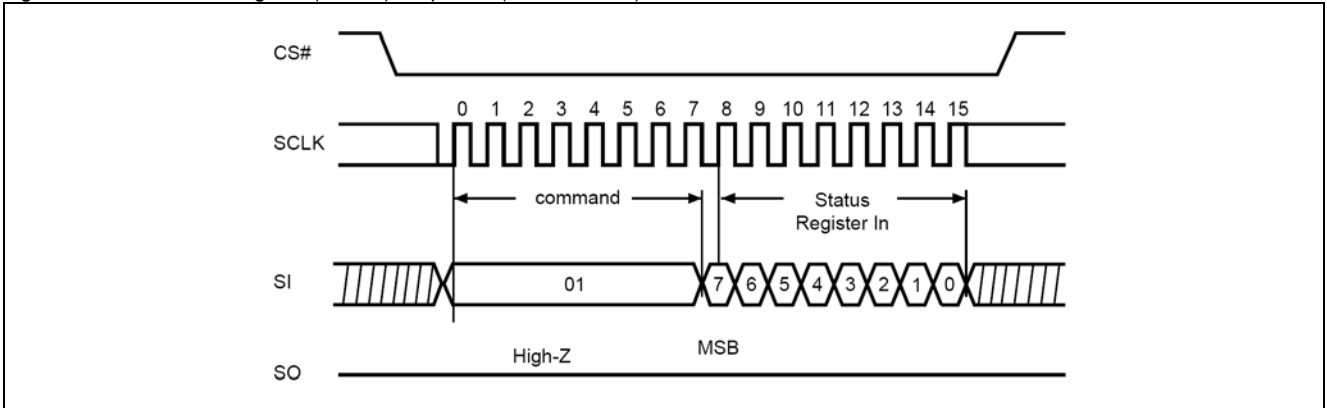 CS#
0 1 2 3 4 5 6 7 8 9 10 11 12 13 14 15
SCLK
command
Status
Register In
SI
01
7 6 5 4 3 2 1 0
High-Z
MSB
SO